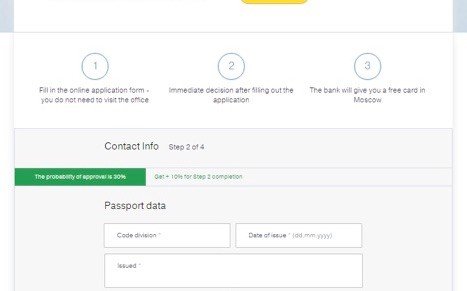 1
2
3
Fill in the online application form –
you do not need to visit the office
Immediate decision after filling out the
application
The bank will give you a free card in
Moscow
Contact Info Step 2 of 4
The probability of approval is 30% Get + 10% for Step 2 completion
Passport data
Code division *
Date of issue * (dd.mm.yyyy)
Issued *